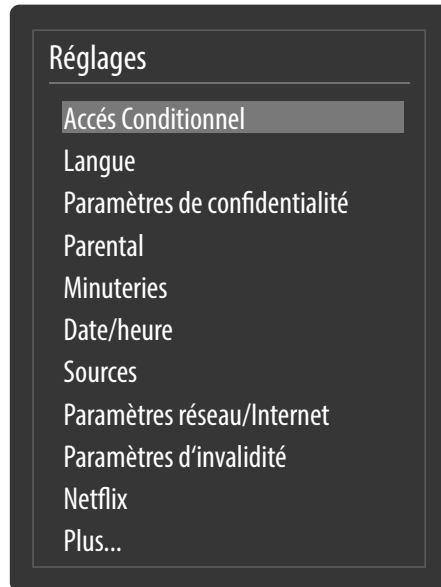 Réglages
Accés Conditionnel
Langue
Paramètres de confidentialité
Parental
Minuteries
Date/heure
Sources
Paramètres réseau/Internet
Paramètres d‘invalidité
Netflix
Plus...